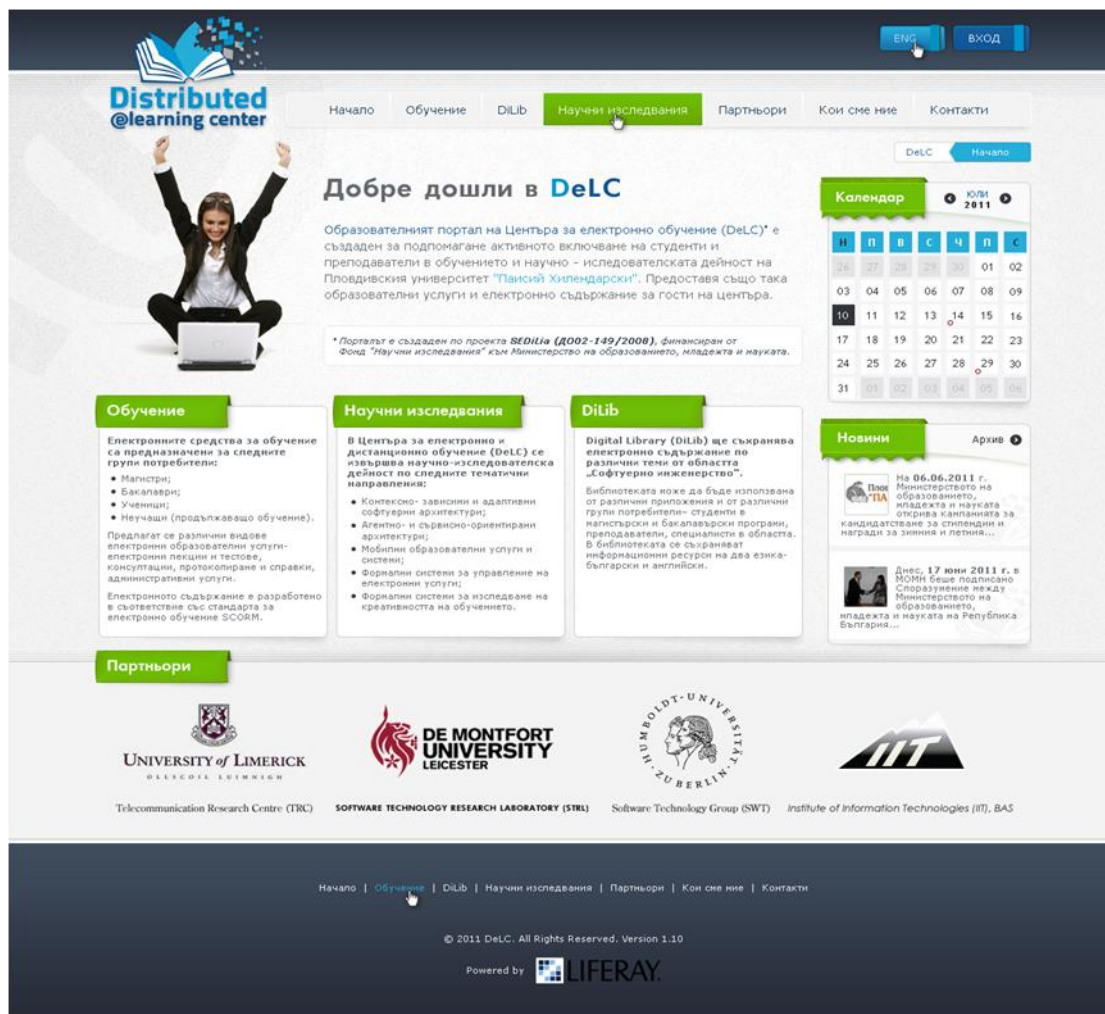 ENG
ВХОД
Distributed
@learning center
Начало Обучение DiLib Научни изследвания Партньори Кои сме ние Контакти
DeLC Начало
Добре дошли в DeLC
Образователният портал на Центъра за електронно обучение (DeLC)* е
създаден за подпомагане активното включване на студенти и
преподаватели в обучението и научно - иследователската дейност на
Пловдивския университет "Паисий Хилендарски". Предоставя също така
образователни услуги и електронно съдържание за гости на центъра.
* Порталът е създаден по проекта SEDiLia (ДО02-149/2008), финансиран от
Фонд "Научни изследвания" към Министерство на образованието, младежта и науката.
Календар
ЮЛИ
2011
Н П В С Ч П С
26 27 28 29 30 01 02
03 04 05 06 07 08 09
10 11 12 13 14 15 16
17 18 19 20 21 22 23
24 25 26 27 28 29 30
31 01 02 03 04 05 06
Обучение
Електронните средства за обучение
са предназначени за следните
групи потребители:
• Магистри;
• Бакалаври;
• Ученици;
• Неучащи (продължаващо обучение).
Предлагат се различни видове
електронни образователни услуги-
електронни лекции и тестове,
консултации, протоколиране и справки,
административни услуги.
Електронното съдържание е разработено
в съответствие със стандарта за
електронно обучение SCORM.
Научни изследвания
В Центъра за електронно и
дистанционно обучение (DeLC) се
извършва научно-изследователска
дейност по следните тематични
направления:
• Контексно- зависими и адаптивни
софтуерни архитектури;
• Агентно- и сървисно-ориентирани
архитектури;
• Мобилни образователни услуги и
системи;
• Формални системи за управление на
електронни услуги;
• Формални системи за изследване на
креативността на обучението.
DiLib
Digital Library (DiLib) ще съхранява
електронно съдържание по
различни теми от областта
„Софтуерно инженерство".
Библиотеката може да бъде използвана
от различни приложения и от различни
групи потребители– студенти в
магистърски и бакалавърски програми,
преподаватели, специалисти в областта.
В библиотеката се съхраняват
информационни ресурси на два езика-
български и английски.
Новини
Архив
На 06.06.2011 г.
Министерството на
образованието,
младежта и науката
открива кампанията за
кандидатстване за стипендии и
награди за зимния и летния...
Днес, 17 юни 2011 г. в
МОМН беше подписано
Споразумение между
Министерството на
образованието,
младежта и науката на Република
България...
Партньори
UNIVERSITY of LIMERICK
OLLSCOIL LUIMNIGH
Telecommunication Research Centre (TRC)
DE MONTFORT
UNIVERSITY
LEICESTER
SOFTWARE TECHNOLOGY RESEARCH LABORATORY (STRL)
HUMBOLDT-UNIVERSITÄT
ZU BERLIN
Software Technology Group (SWT)
IIT
Institute of Information Technologies (IIT), BAS
Начало | Обучение | DiLib | Научни изследвания | Партньори | Кои сме ние | Контакти
© 2011 DeLC. All Rights Reserved. Version 1.10
Powered by LIFERAY.